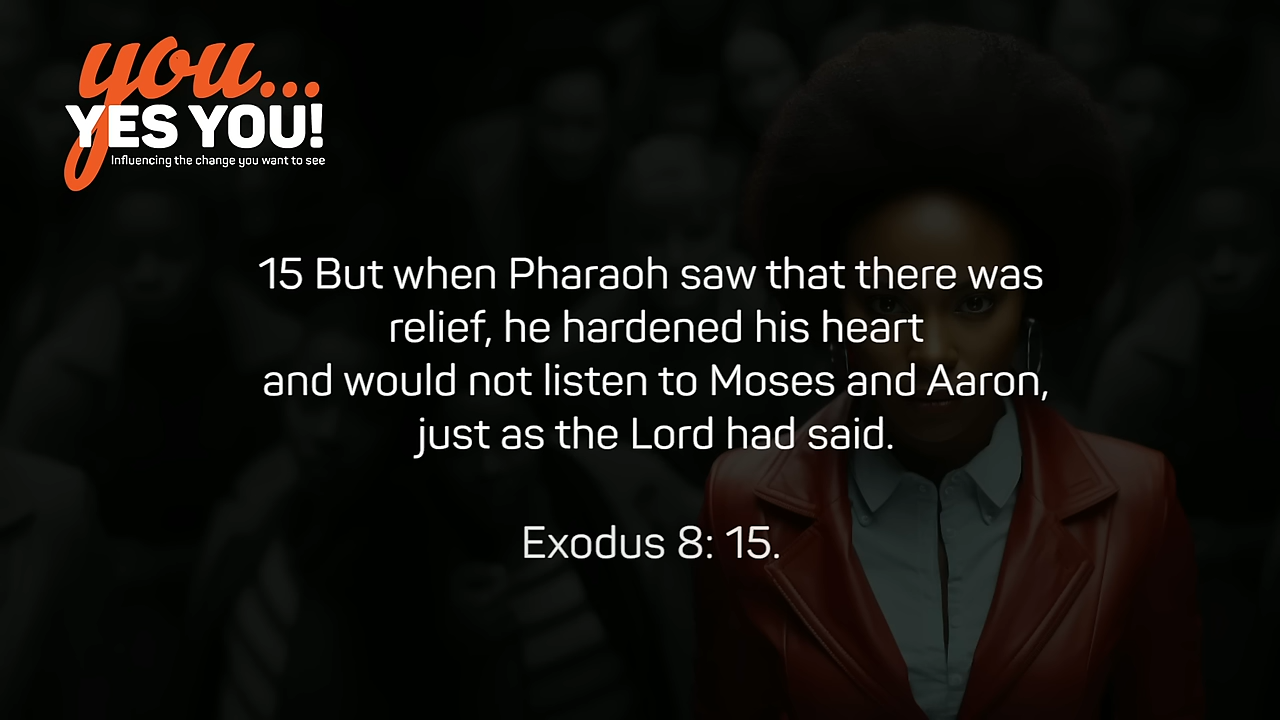 you...
YES YOU!
Influencing the change you want to see
15 But when Pharaoh saw that there was
relief, he hardened his heart
and would not listen to Moses and Aaron,
just as the Lord had said.
Exodus 8: 15.